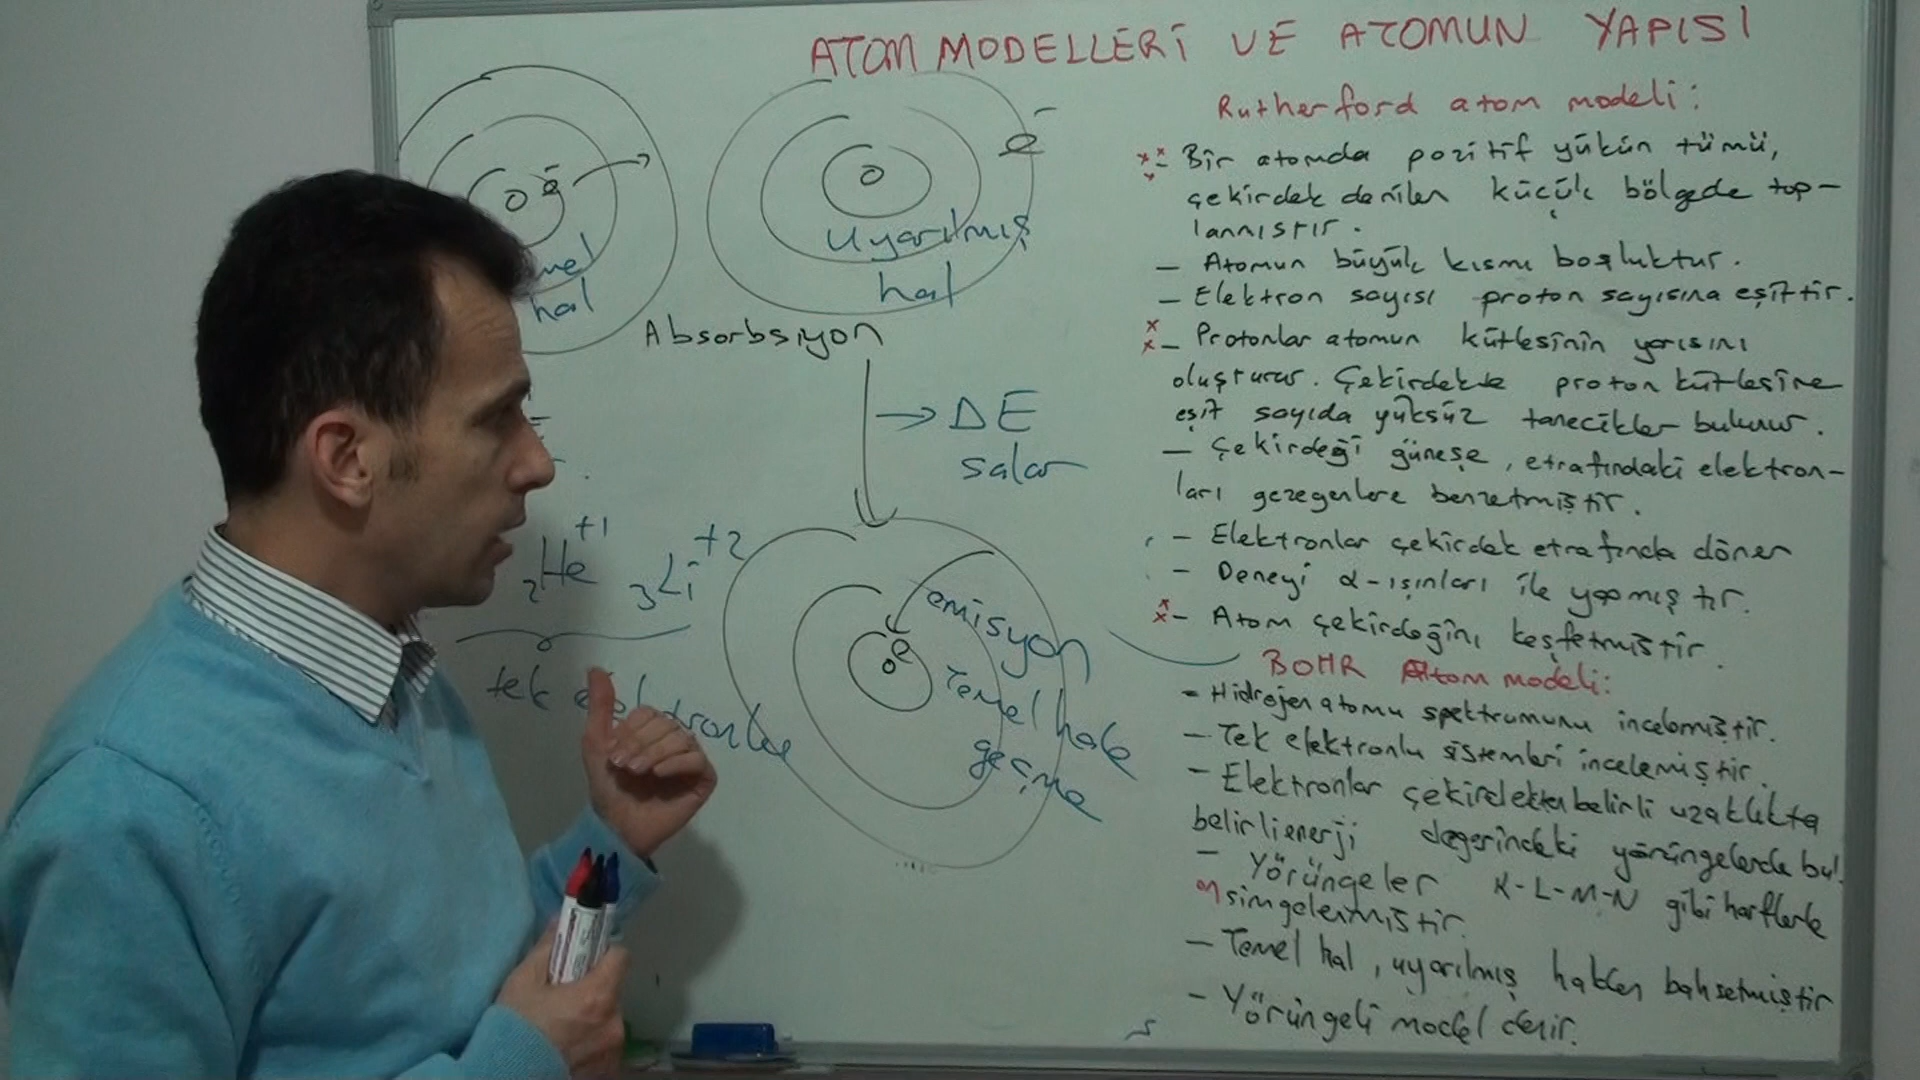 ATOM MODELLERİ VE ATOMUN YAPISI
e⁻
hal
e⁻
Uyarılmış
hal
Absorbsiyon
→ ΔE
salar
₂He⁺¹ ₃Li⁺²
tek
emisyon
e
Temel hale
geçme
Rutherford atom modeli:
- Bir atomda pozitif yükün tümü,
çekirdek denilen küçük bölgede top-
lanmıştır.
- Atomun büyük kısmı boşluktur.
- Elektron sayısı proton sayısına eşittir.
- Protonlar atomun kütlesinin yarısını
oluşturur. Çekirdekte proton kütlesine
eşit sayıda yüksüz tanecikler bulunur.
- Çekirdeği güneşe, etrafındaki elektron-
ları gezegenlere benzetmiştir.
- Elektronlar çekirdek etrafında döner
- Deneyi α-ışınları ile yapmıştır.
- Atom çekirdeğini keşfetmiştir.
BOHR Atom modeli:
- Hidrojen atomu spektrumunu incelemiştir.
- Tek elektronlu sistemleri incelemiştir.
- Elektronlar çekirdekten belirli uzaklıkta
belirli enerji değerindeki yörüngelerde bul.
- Yörüngeler K-L-M-N gibi harflerle
simgelenmiştir.
- Temel hal, uyarılmış halden bahsetmiştir
- Yörüngeli model denir.